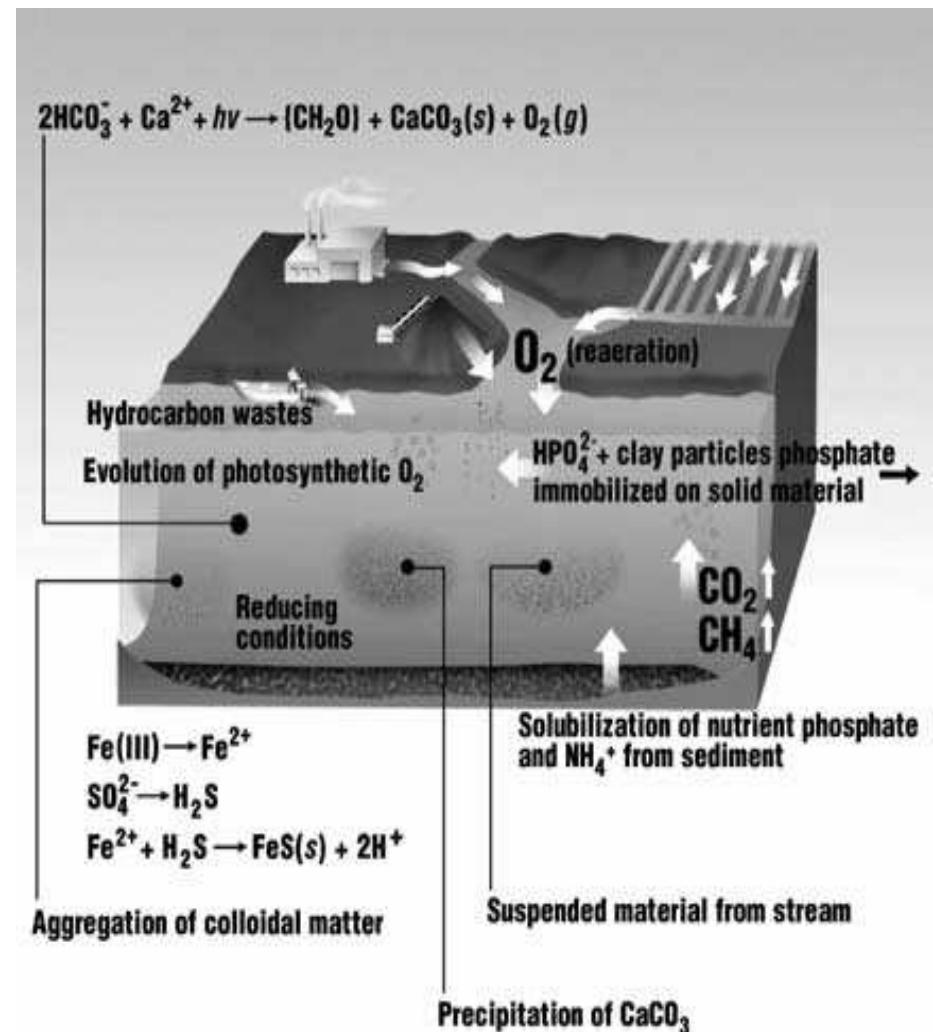 2HCO₃⁻ + Ca²⁺ + hν → {CH₂O} + CaCO₃(s) + O₂(g)
O₂ (reaeration)
Hydrocarbon wastes
Evolution of photosynthetic O₂
HPO₄²⁻ + clay particles phosphate →
immobilized on solid material
Reducing
conditions
CO₂
CH₄
Solubilization of nutrient phosphate
and NH₄⁺ from sediment
Fe(III) → Fe²⁺
SO₄²⁻ → H₂S
Fe²⁺ + H₂S → FeS(s) + 2H⁺
Aggregation of colloidal matter
Suspended material from stream
Precipitation of CaCO₃